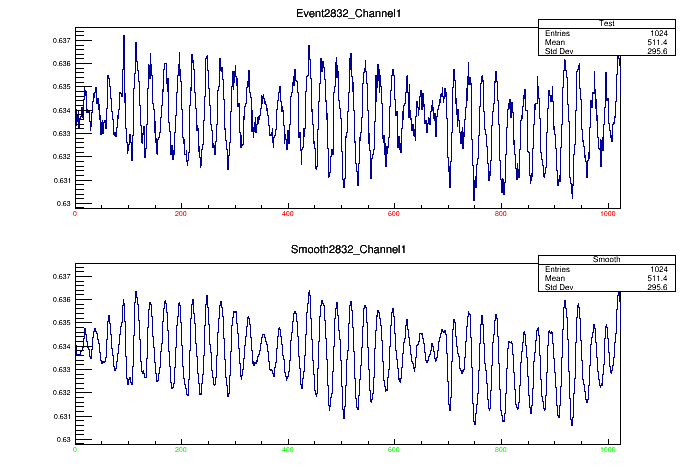 Event2832_Channel1
Test
Entries 1024
Mean 511.4
Std Dev 295.6
0.637
0.636
0.635
0.634
0.633
0.632
0.631
0.63
0 200 400 600 800 1000
Smooth2832_Channel1
Smooth
Entries 1024
Mean 511.4
Std Dev 295.6
0.637
0.636
0.635
0.634
0.633
0.632
0.631
0.63
0 200 400 600 800 1000